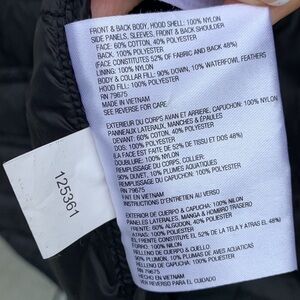 FRONT & BACK BODY, HOOD SHELL: 100% NYLON
SIDE PANELS, SLEEVES, FRONT & BACK SHOULDER
FACE: 60% COTTON, 40% POLYESTER
BACK: 100% POLYESTER
(FACE CONSTITUTES 52% OF FABRIC AND BACK 48%)
LINING: 100% NYLON
BODY & COLLAR FILL: 90% DOWN, 10% WATERFOWL FEATHERS
HOOD FILL: 100% POLYESTER
RN 79675
MADE IN VIETNAM
SEE REVERSE FOR CARE.
EXTERIEUR DU CORPS AVAN ET ARRIERE, CAPUCHON: 100% NYLON
PANNEAUX LATERAUX, MANCHES & ÉPAULES
DEVANT: 60% COTON, 40% POLYESTER
DOS: 100% POLYESTER
(LA FACE EST FAITE DE 52% DE TISSU ET DOS 48%)
DOUBLURE: 100% NYLON
REMPLISSAGE DU CORPS, COLLIER:
90% DUVET, 10% PLUMES AQUATIQUES
REMPLISSAGE DU CAPUCHON: 100% POLYESTER
RN 79675
FAIT EN VIETNAM
INSTRUCTIONS D'ENTRETIEN AU VERSO
EXTERIOR DE CUERPO & CAPUCHA: 100% NILON
PANELES LATERALES, MANGA & HOMBRO TRASERO
FRENTE: 60% ALGODON, 40% POLIESTER
DETRAS: 100% POLIESTER
(EL FRENTE CONSTITUYE EL 52% DE LA TELA Y ATRAS EL 48%)
FORRO: 100% NILON
RELLENO DE CUERPO & CUELLO:
90% PLUMON, 10% PLUMAS DE AVES ACUATICAS
RELLENO DE CAPUCHA: 100% POLIESTER
RN 79675
HECHO EN VIETNAM
VER REVERSO PARA EL CUIDADO
125361